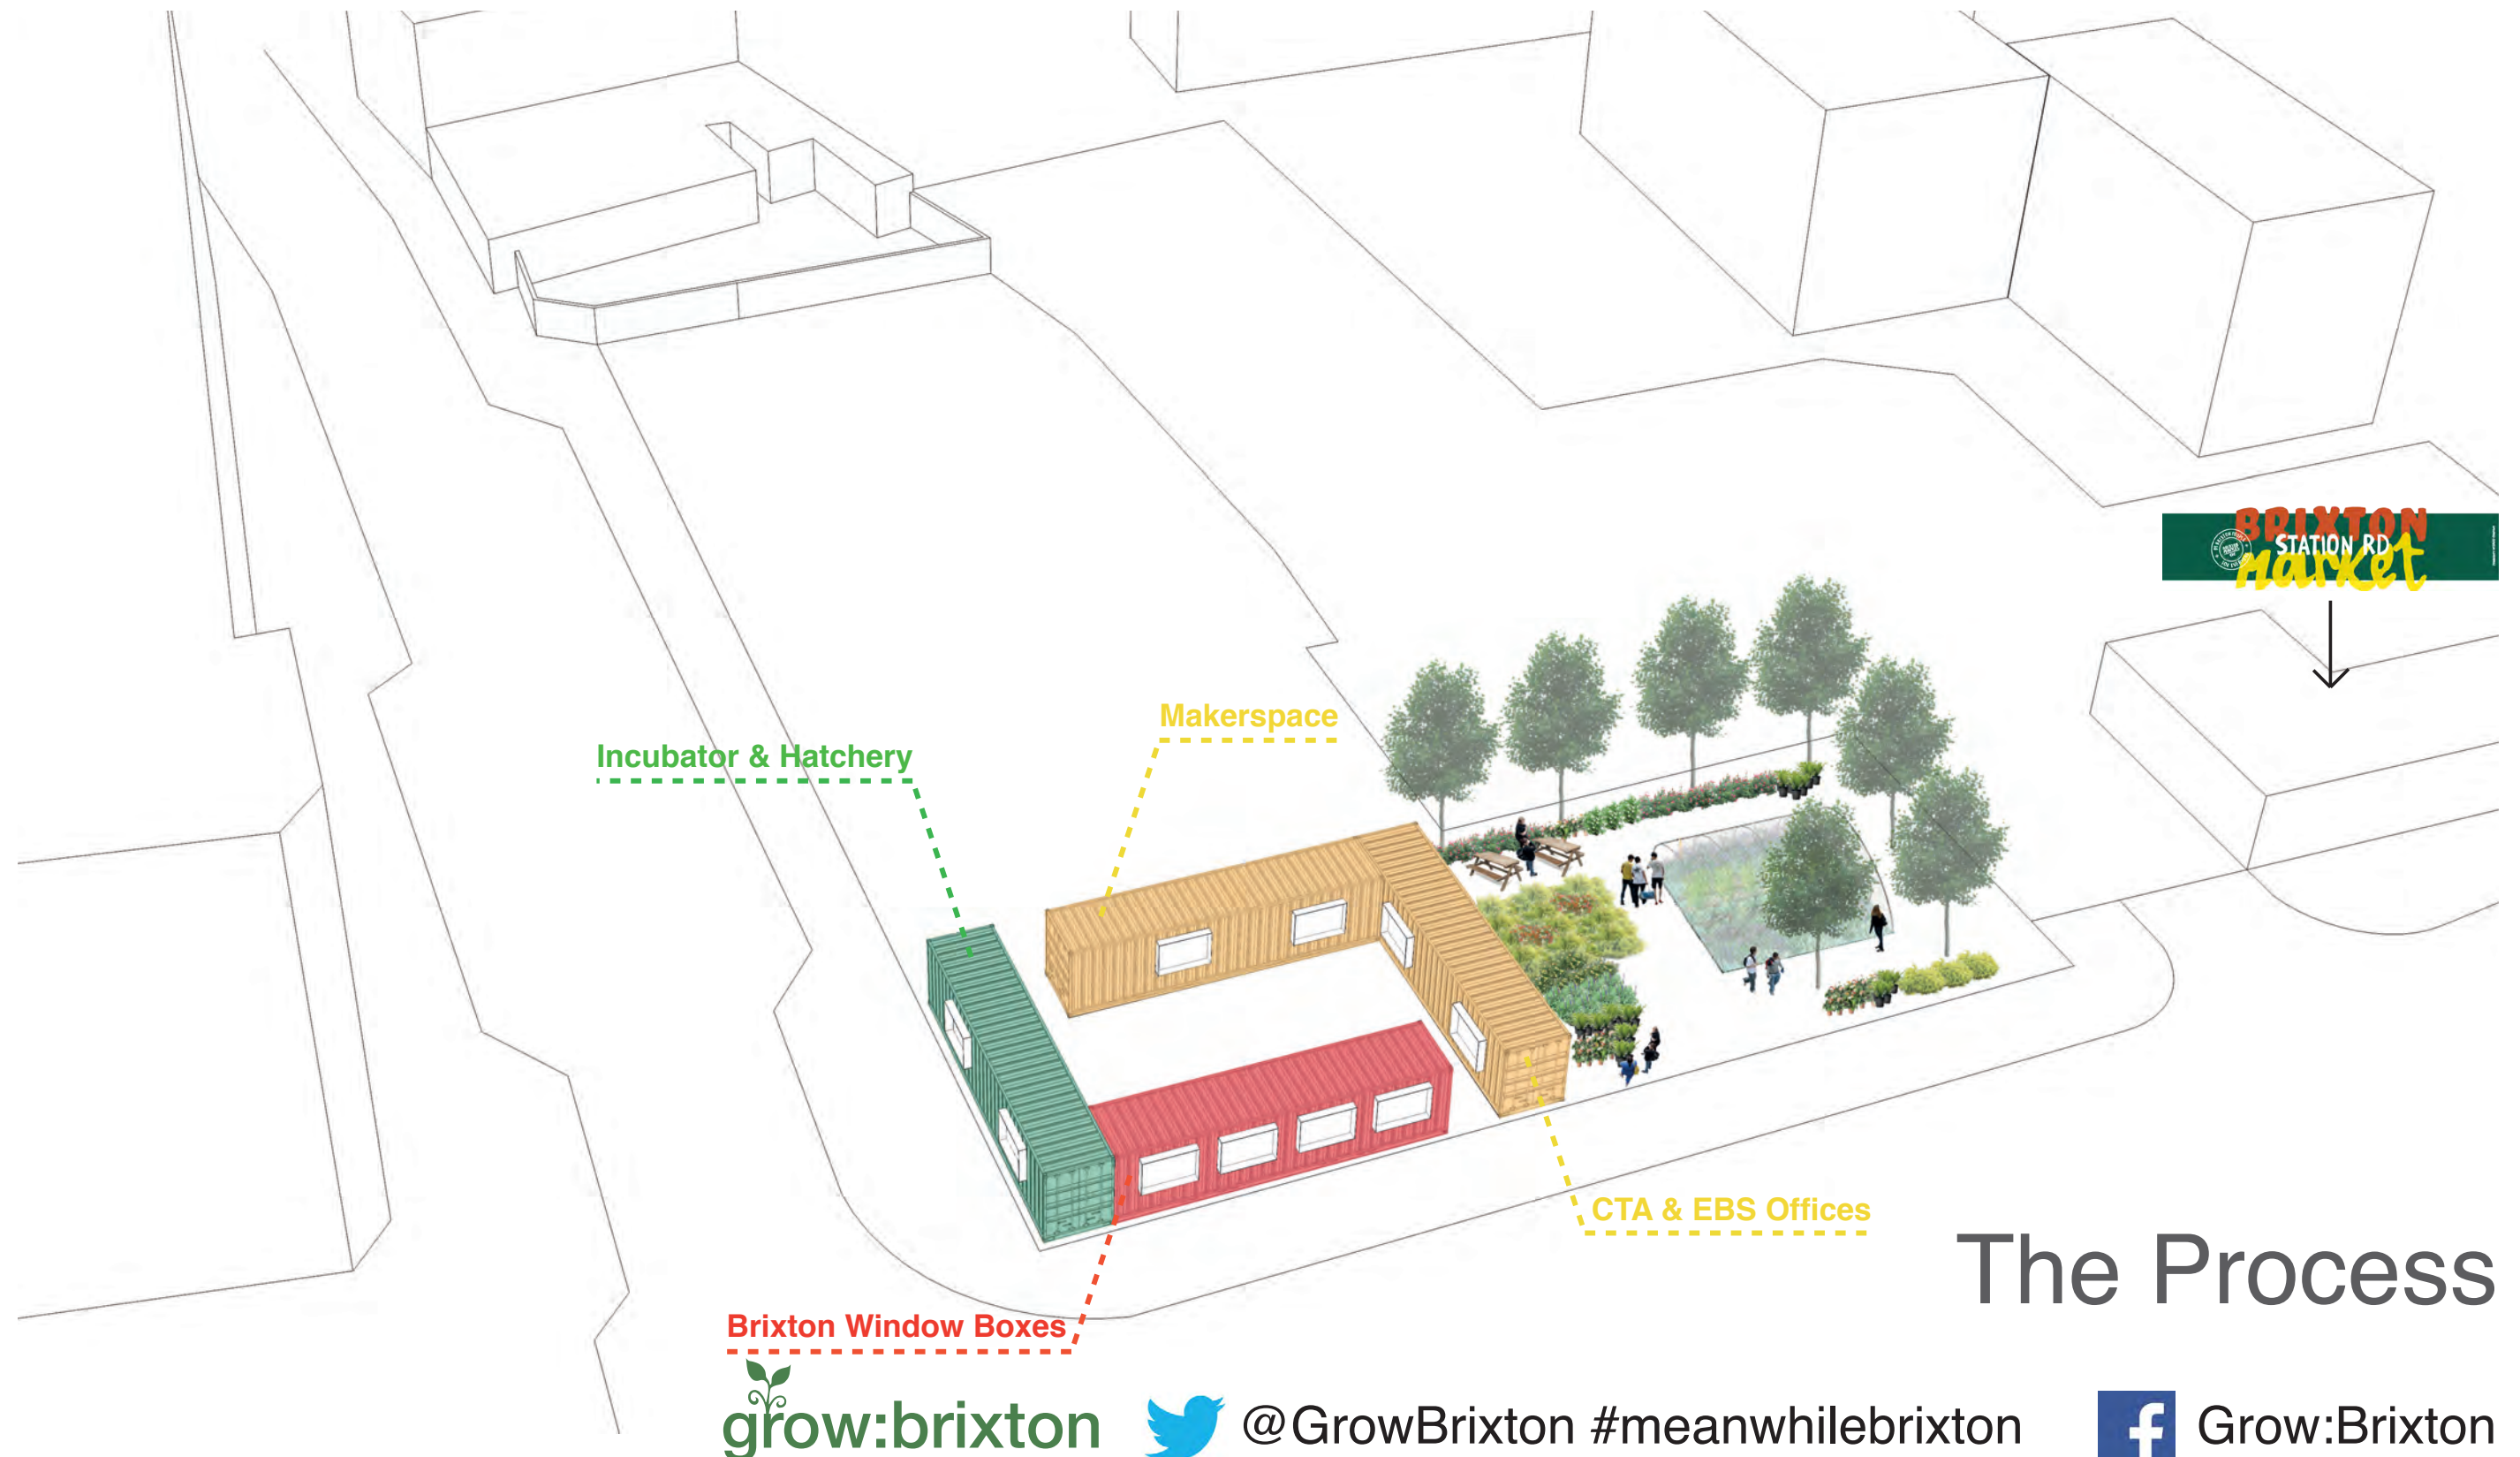 BRIXTON
STATION RD
market
Makerspace
Incubator & Hatchery
CTA & EBS Offices
The Process
Brixton Window Boxes
grow:brixton
@GrowBrixton #meanwhilebrixton
Grow:Brixton